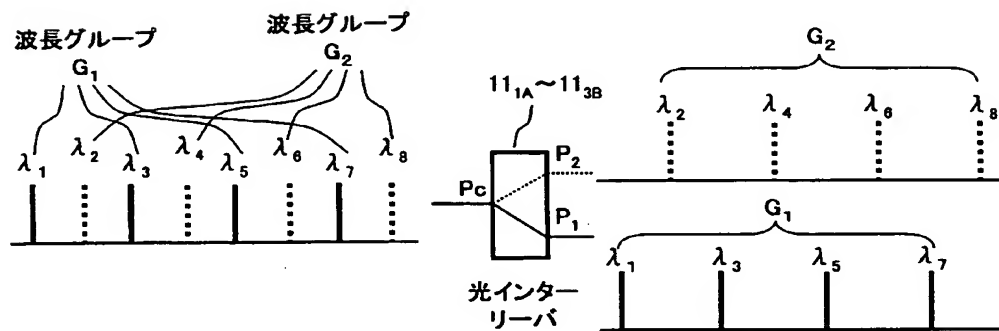 波長グループ
G₁
波長グループ
G₂
λ₁
λ₂
λ₃
λ₄
λ₅
λ₆
λ₇
λ₈
11₁A～11₃B
Pc
P₂
P₁
光インター
リーバ
G₂
λ₂
λ₄
λ₆
λ₈
G₁
λ₁
λ₃
λ₅
λ₇